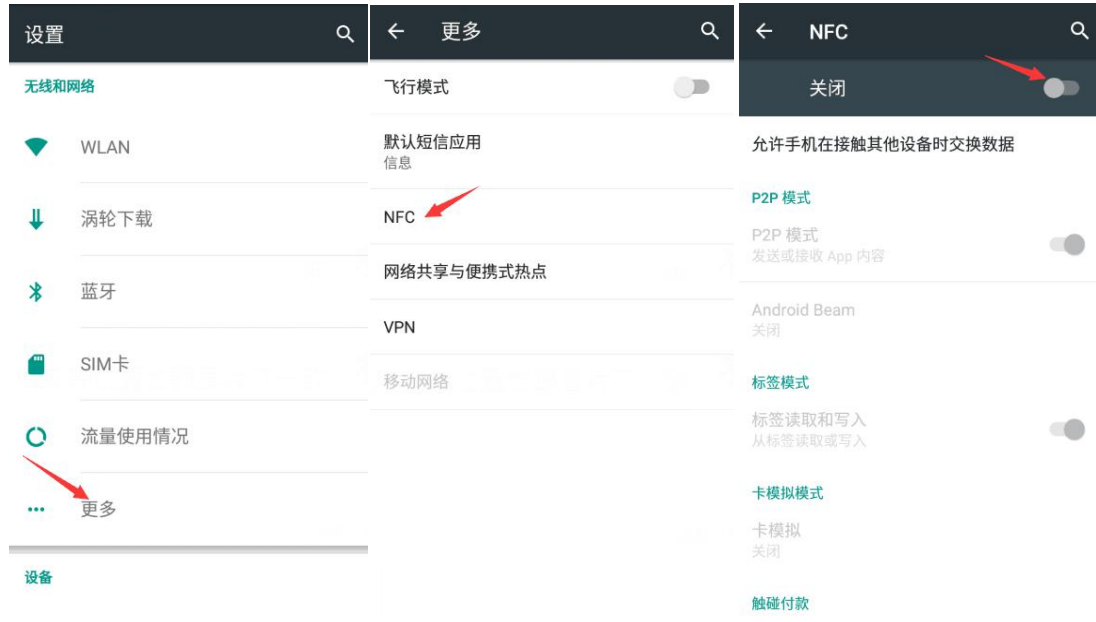 设置
无线和网络
WLAN
涡轮下载
蓝牙
SIM卡
流量使用情况
更多
设备
更多
飞行模式
默认短信应用
信息
NFC
网络共享与便携式热点
VPN
移动网络
NFC
关闭
允许手机在接触其他设备时交换数据
P2P 模式
P2P 模式
发送或接收 App 内容
Android Beam
关闭
标签模式
标签读取和写入
从标签读取或写入
卡模拟模式
卡模拟
关闭
触碰付款